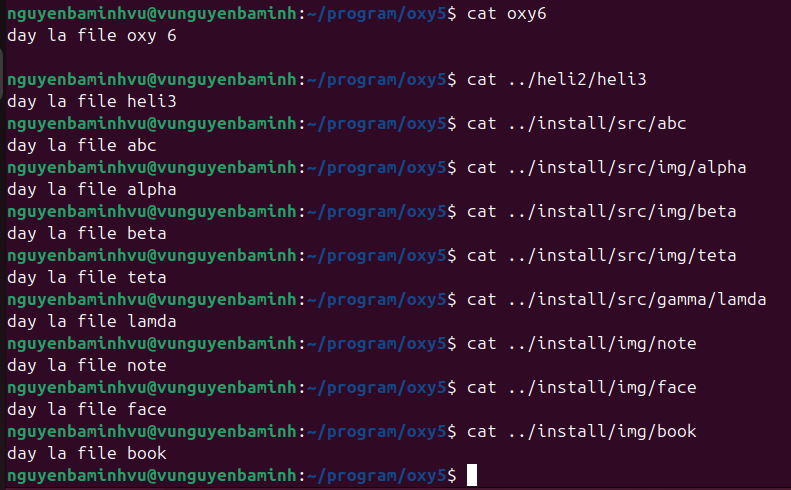 nguyenbaminhvu@vunguyenbaminh:~/program/oxy5$ cat oxy6
day la file oxy 6

nguyenbaminhvu@vunguyenbaminh:~/program/oxy5$ cat ../heli2/heli3
day la file heli3
nguyenbaminhvu@vunguyenbaminh:~/program/oxy5$ cat ../install/src/abc
day la file abc
nguyenbaminhvu@vunguyenbaminh:~/program/oxy5$ cat ../install/src/img/alpha
day la file alpha
nguyenbaminhvu@vunguyenbaminh:~/program/oxy5$ cat ../install/src/img/beta
day la file beta
nguyenbaminhvu@vunguyenbaminh:~/program/oxy5$ cat ../install/src/img/teta
day la file teta
nguyenbaminhvu@vunguyenbaminh:~/program/oxy5$ cat ../install/src/gamma/lamda
day la file lamda
nguyenbaminhvu@vunguyenbaminh:~/program/oxy5$ cat ../install/img/note
day la file note
nguyenbaminhvu@vunguyenbaminh:~/program/oxy5$ cat ../install/img/face
day la file face
nguyenbaminhvu@vunguyenbaminh:~/program/oxy5$ cat ../install/img/book
day la file book
nguyenbaminhvu@vunguyenbaminh:~/program/oxy5$